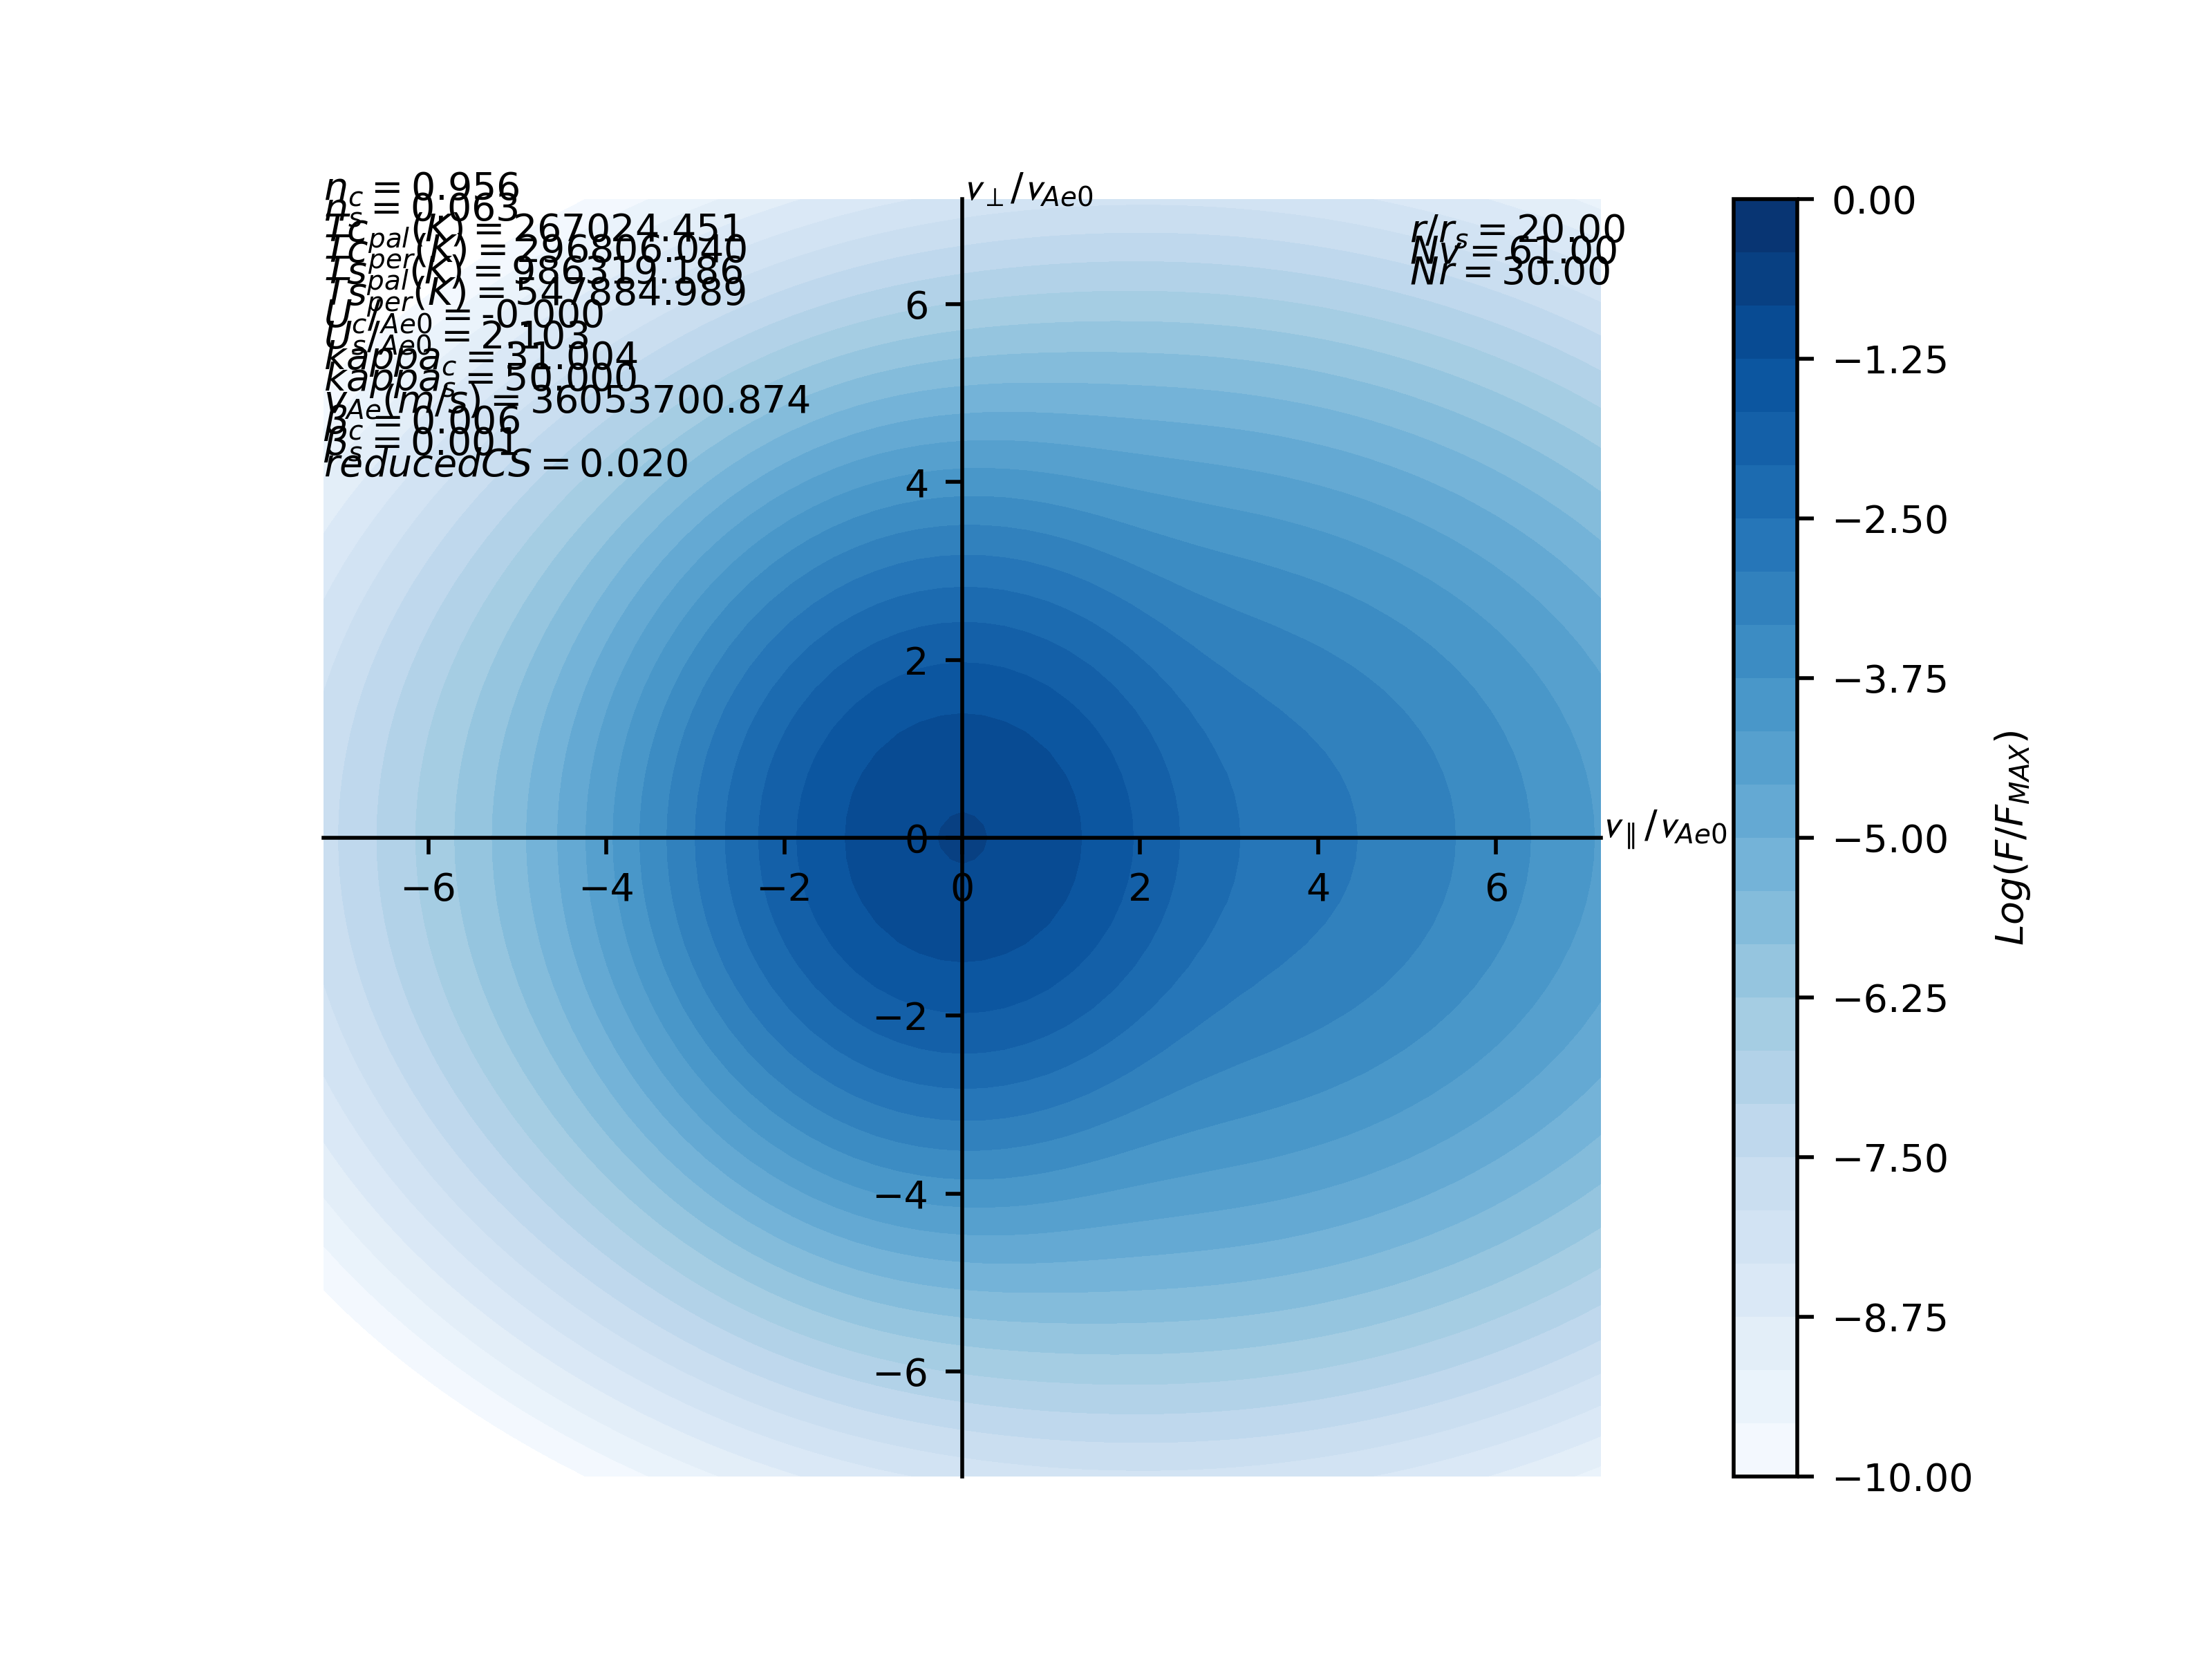 n_c = 0.956
n_s = 0.063
Tc_pal(K) = 267024.451
Tc_per(K) = 296806.040
Ts_pal(K) = 986319.186
Ts_per(K) = 547884.989
U_c/Ae0 = -0.000
U_s/Ae0 = 2.103
kappa_c = 31.004
kappa_s = 50.000
v_Ae(m/s) = 36053700.874
β_c = 0.006
β_s = 0.001
reducedCS = 0.020
v_⊥/v_Ae0
r/r_s = 20.00
Nv = 61.00
Nr = 30.00
6
4
2
0
−2
−4
−6
−6 −4 −2 0 2 4 6
v_∥/v_Ae0
0.00
−1.25
−2.50
−3.75
−5.00
−6.25
−7.50
−8.75
−10.00
Log(F/F_MAX)